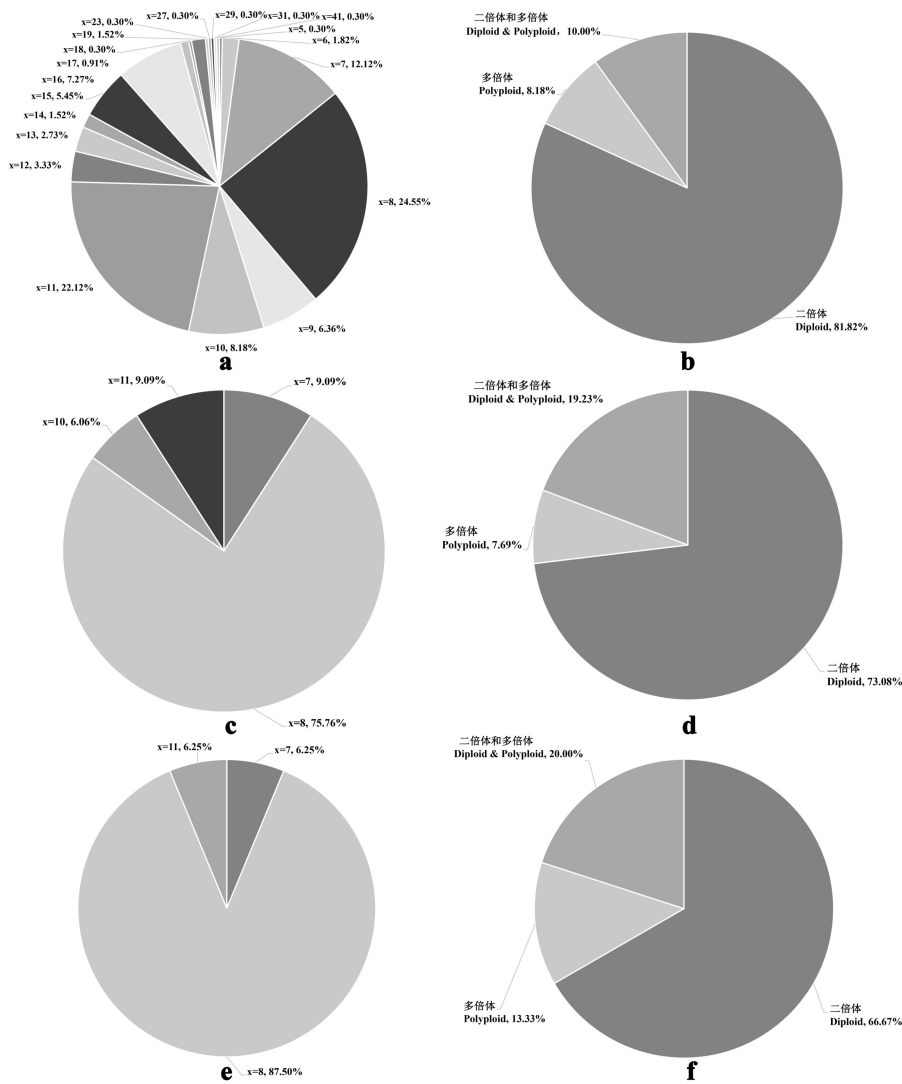 x=23, 0.30%
x=27, 0.30%
x=29, 0.30%
x=31, 0.30%
x=41, 0.30%
x=19, 1.52%
x=5, 0.30%
x=18, 0.30%
x=6, 1.82%
x=17, 0.91%
x=7, 12.12%
x=16, 7.27%
x=15, 5.45%
x=14, 1.52%
x=13, 2.73%
x=12, 3.33%
x=8, 24.55%
x=11, 22.12%
x=9, 6.36%
x=10, 8.18%
a
二倍体和多倍体
Diploid & Polyploid，10.00%
多倍体
Polyploid, 8.18%
二倍体
Diploid, 81.82%
b
x=11, 9.09%
x=7, 9.09%
x=10, 6.06%
x=8, 75.76%
c
二倍体和多倍体
Diploid & Polyploid, 19.23%
多倍体
Polyploid, 7.69%
二倍体
Diploid, 73.08%
d
x=11, 6.25%
x=7, 6.25%
x=8, 87.50%
e
二倍体和多倍体
Diploid & Polyploid, 20.00%
多倍体
Polyploid, 13.33%
二倍体
Diploid, 66.67%
f